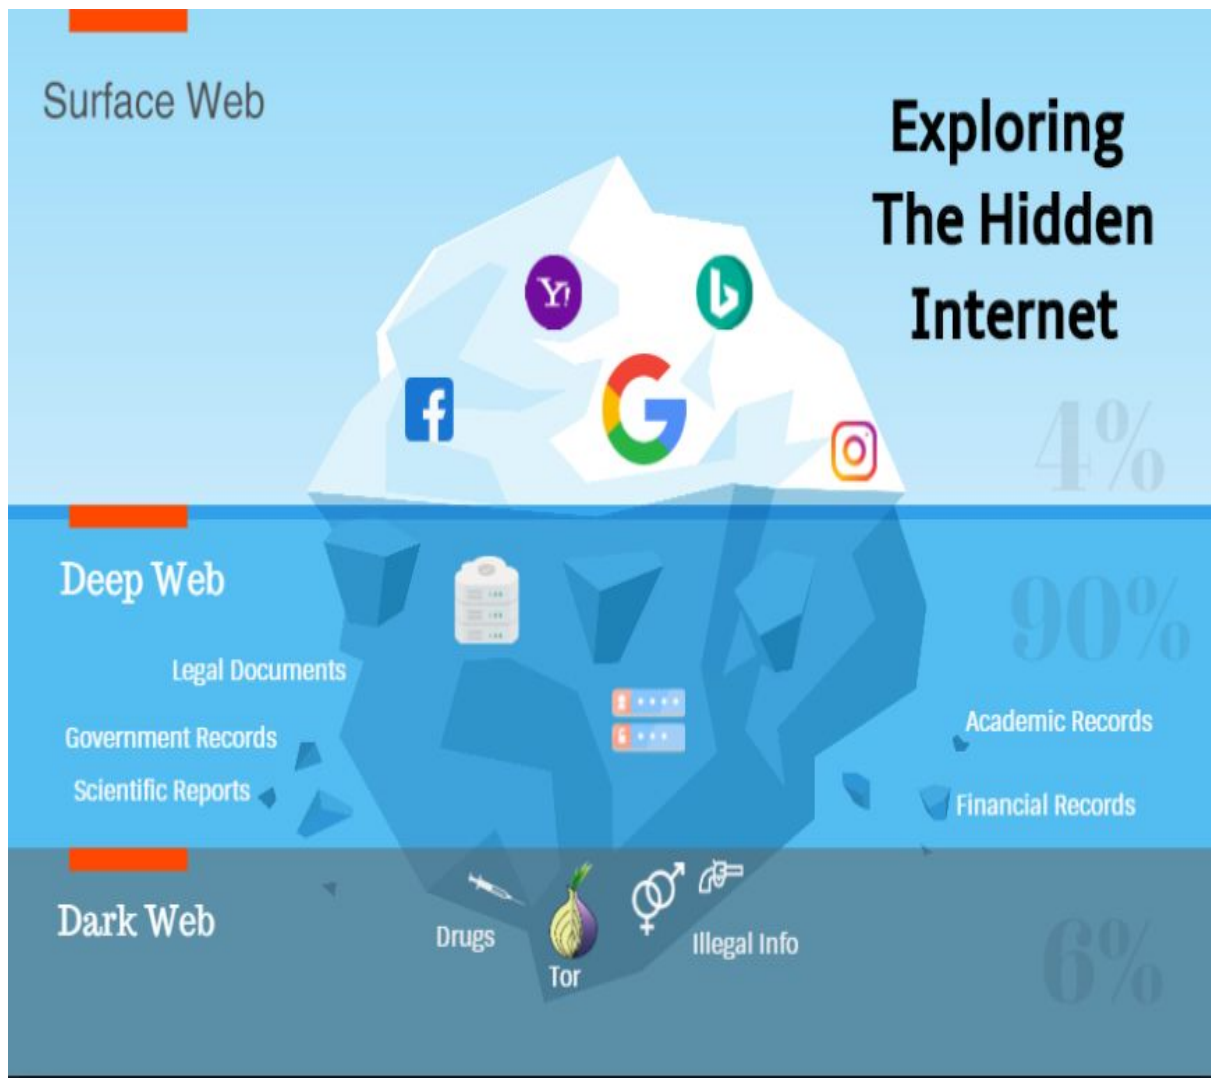 Surface Web
Exploring
The Hidden
Internet
4%
Deep Web
90%
Legal Documents
Government Records
Scientific Reports
Academic Records
Financial Records
Dark Web
Drugs
Tor
Illegal Info
6%